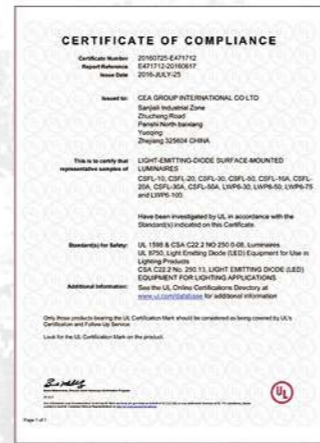 CERTIFICATE OF COMPLIANCE
Certificate Number 20160725-E471712
Report Reference E471712-20160617
Issue Date 2016-JULY-25
Issued to: CEA GROUP INTERNATIONAL CO LTD
Sanjiali Industrial Zone
Zhucheng Road
Panshi North baixiang
Yueqing
Zhejiang 325604 CHINA
This is to certify that LIGHT-EMITTING-DIODE SURFACE-MOUNTED
representative samples of LUMINAIRES
CSFL-10, CSFL-20, CSFL-30, CSFL-50, CSFL-10A, CSFL-
20A, CSFL-30A, CSFL-50A, LWP6-30, LWP6-50, LWP6-75
and LWP6-100.
Have been investigated by UL in accordance with the
Standard(s) indicated on this Certificate.
Standard(s) for Safety: UL 1598 & CSA C22.2 NO 250.0-08, Luminaires.
UL 8750, Light Emitting Diode (LED) Equipment for Use in
Lighting Products
CSA C22.2 No. 250.13, LIGHT EMITTING DIODE (LED)
EQUIPMENT FOR LIGHTING APPLICATIONS
Additional Information: See the UL Online Certifications Directory at
www.ul.com/database for additional information
Only those products bearing the UL Certification Mark should be considered as being covered by UL's
Certification and Follow-Up Service.
Look for the UL Certification Mark on the product.
UL
Page 1 of 1